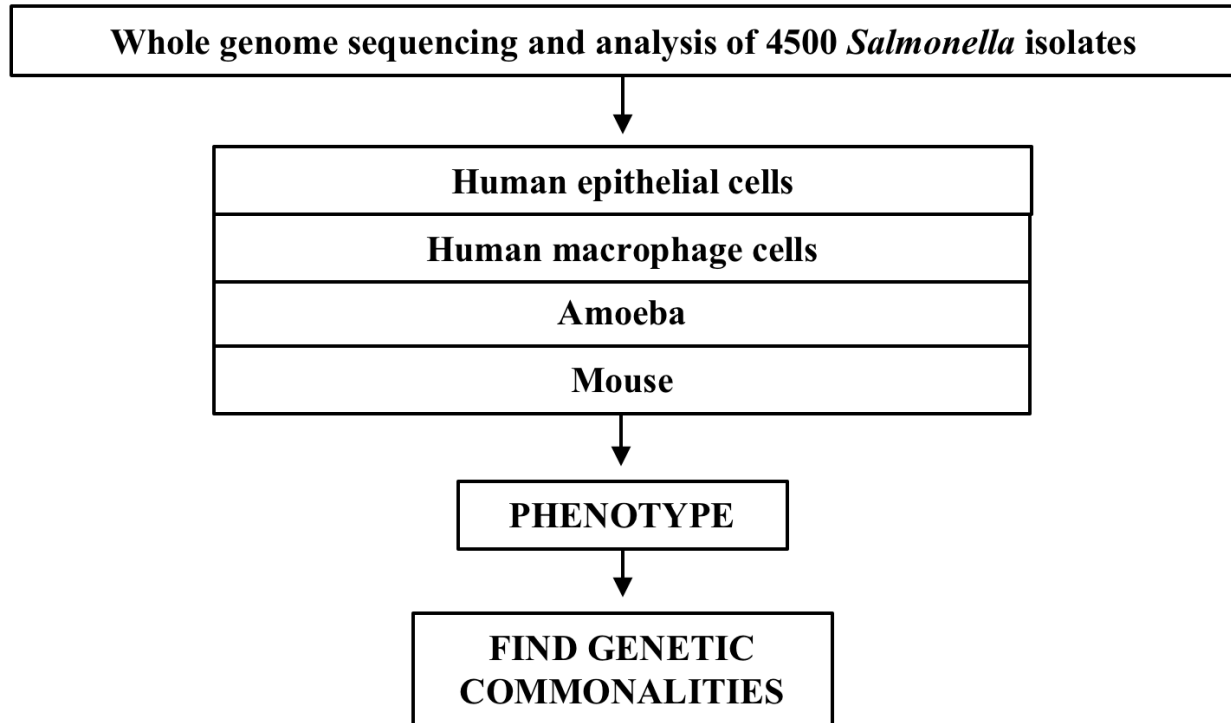 Whole genome sequencing and analysis of 4500 Salmonella isolates
Human epithelial cells
Human macrophage cells
Amoeba
Mouse
PHENOTYPE
FIND GENETIC
COMMONALITIES